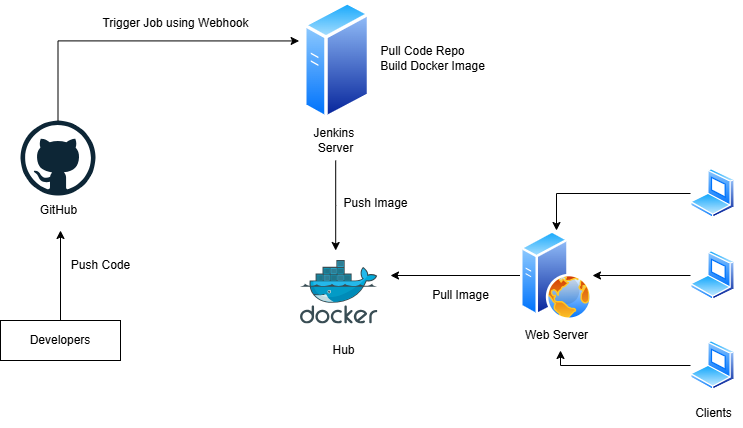 Trigger Job using Webhook
Pull Code Repo
Build Docker Image
Jenkins
Server
GitHub
Push Image
Push Code
docker
Pull Image
Hub
Developers
Web Server
Clients